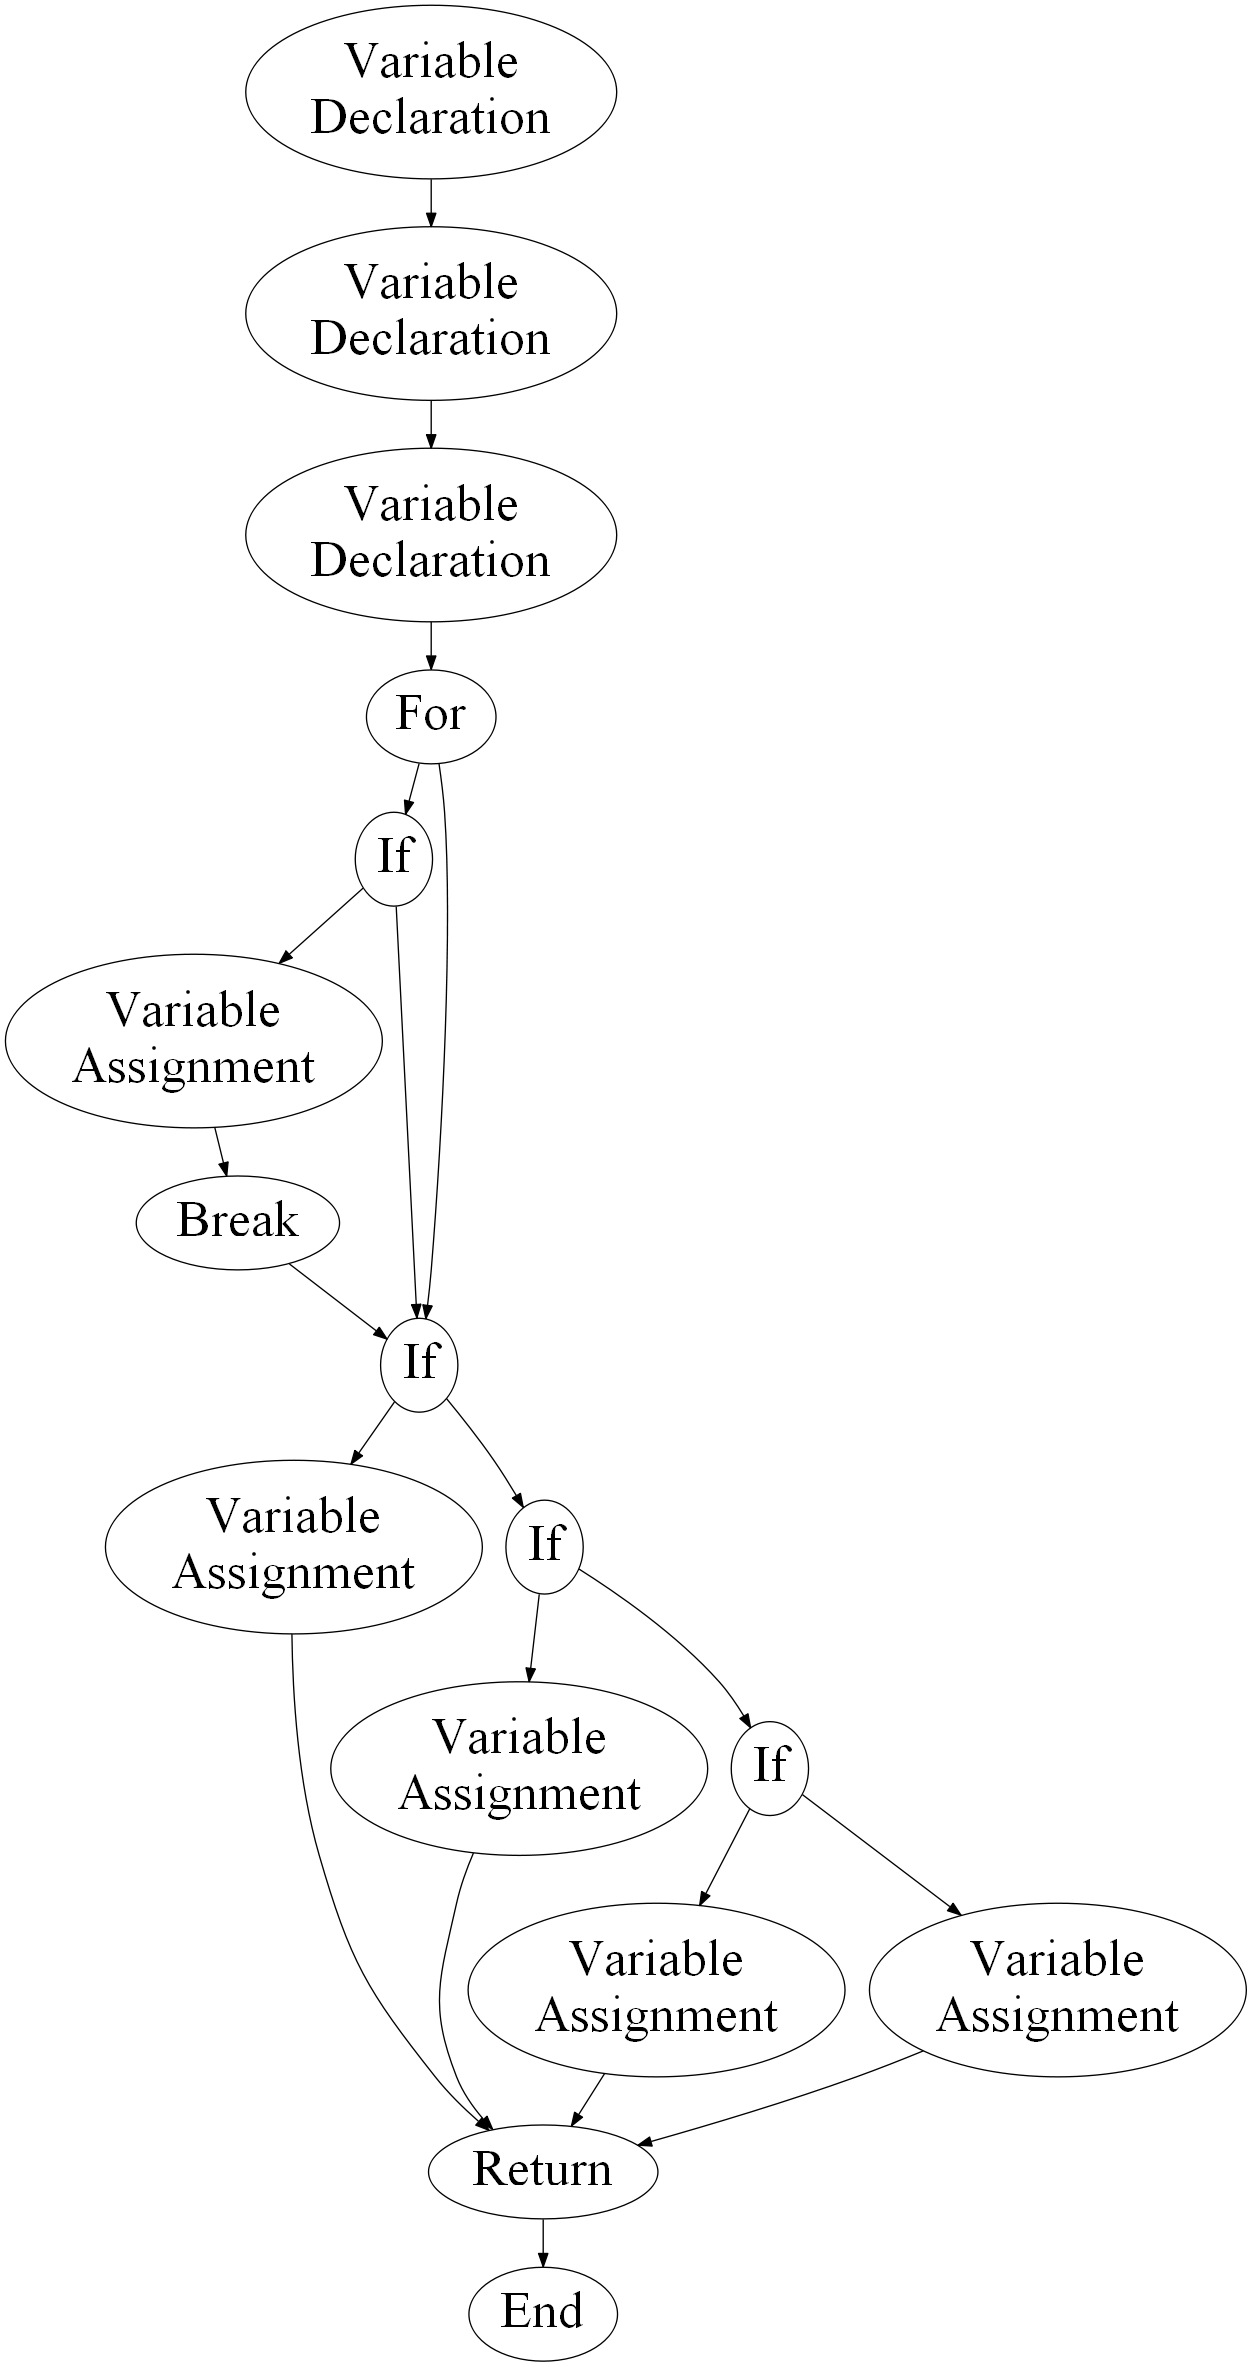 Variable
Declaration
Variable
Declaration
Variable
Declaration
For
If
Variable
Assignment
Break
If
Variable
Assignment
If
Variable
Assignment
If
Variable
Assignment
Variable
Assignment
Return
End